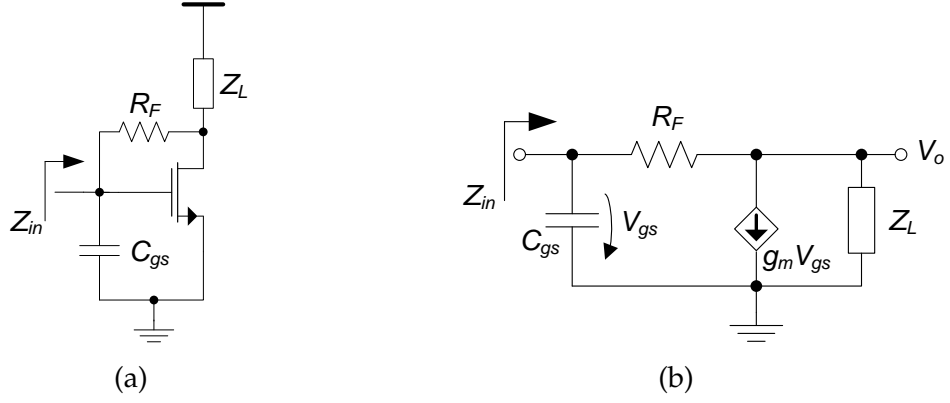 Z_L
R_F
Z_in
C_gs
(a)
R_F
V_o
Z_in
C_gs
V_gs
g_m V_gs
Z_L
(b)